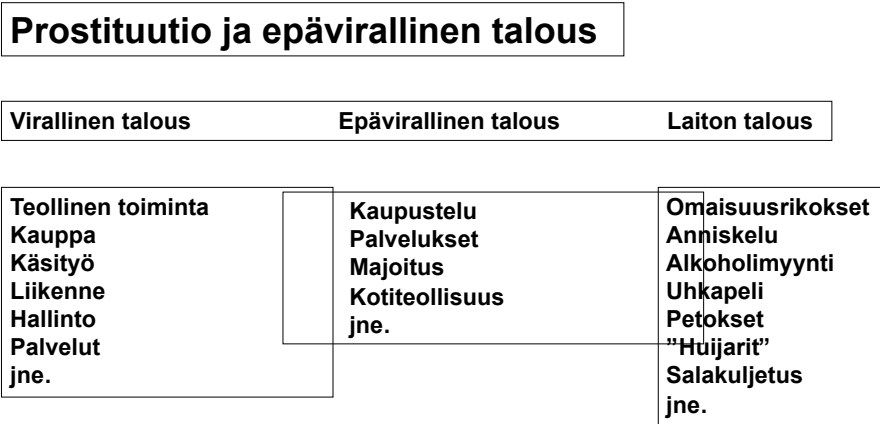 Prostituutio ja epävirallinen talous
Virallinen talous Epävirallinen talous Laiton talous
Teollinen toiminta
Kauppa
Käsityö
Liikenne
Hallinto
Palvelut
jne.
Kaupustelu
Palvelukset
Majoitus
Kotiteollisuus
jne.
Omaisuusrikokset
Anniskelu
Alkoholimyynti
Uhkapeli
Petokset
”Huijarit”
Salakuljetus
jne.